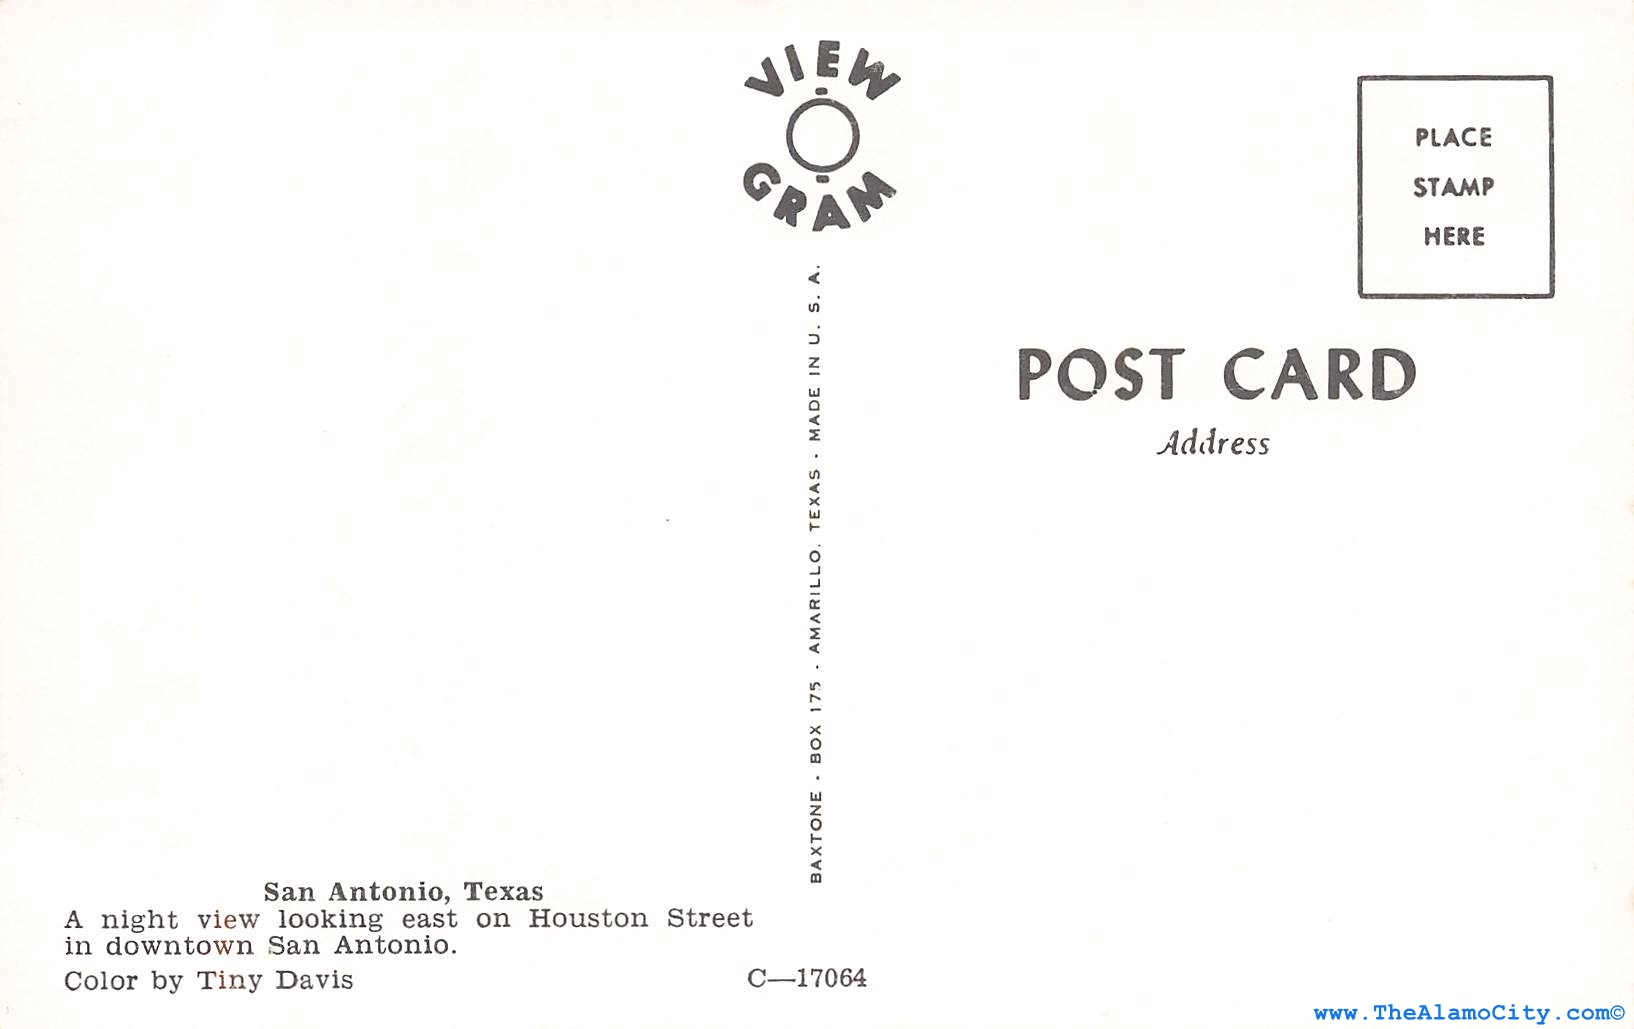 VIEW
GRAM
PLACE
STAMP
HERE
POST CARD
Address
BAXTONE · BOX 175 · AMARILLO, TEXAS · MADE IN U. S. A.
San Antonio, Texas
A night view looking east on Houston Street
in downtown San Antonio.
Color by Tiny Davis
C—17064
www.TheAlamoCity.com©